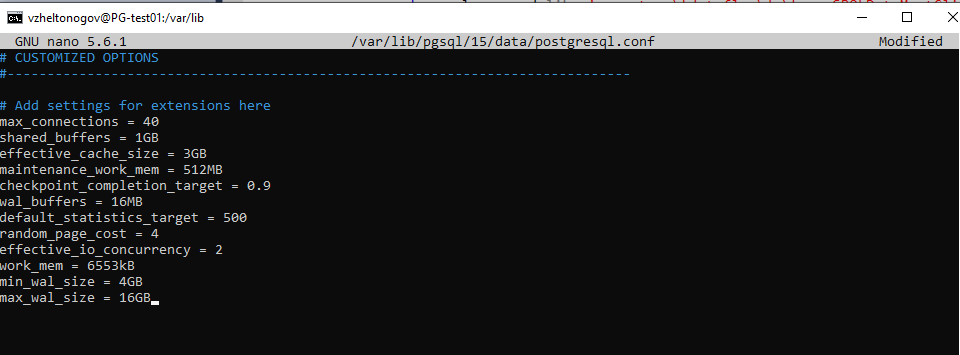 vzheltonogov@PG-test01:/var/lib
GNU nano 5.6.1 /var/lib/pgsql/15/data/postgresql.conf Modified
# CUSTOMIZED OPTIONS
#------------------------------------------------------------------------------
# Add settings for extensions here
max_connections = 40
shared_buffers = 1GB
effective_cache_size = 3GB
maintenance_work_mem = 512MB
checkpoint_completion_target = 0.9
wal_buffers = 16MB
default_statistics_target = 500
random_page_cost = 4
effective_io_concurrency = 2
work_mem = 6553kB
min_wal_size = 4GB
max_wal_size = 16GB